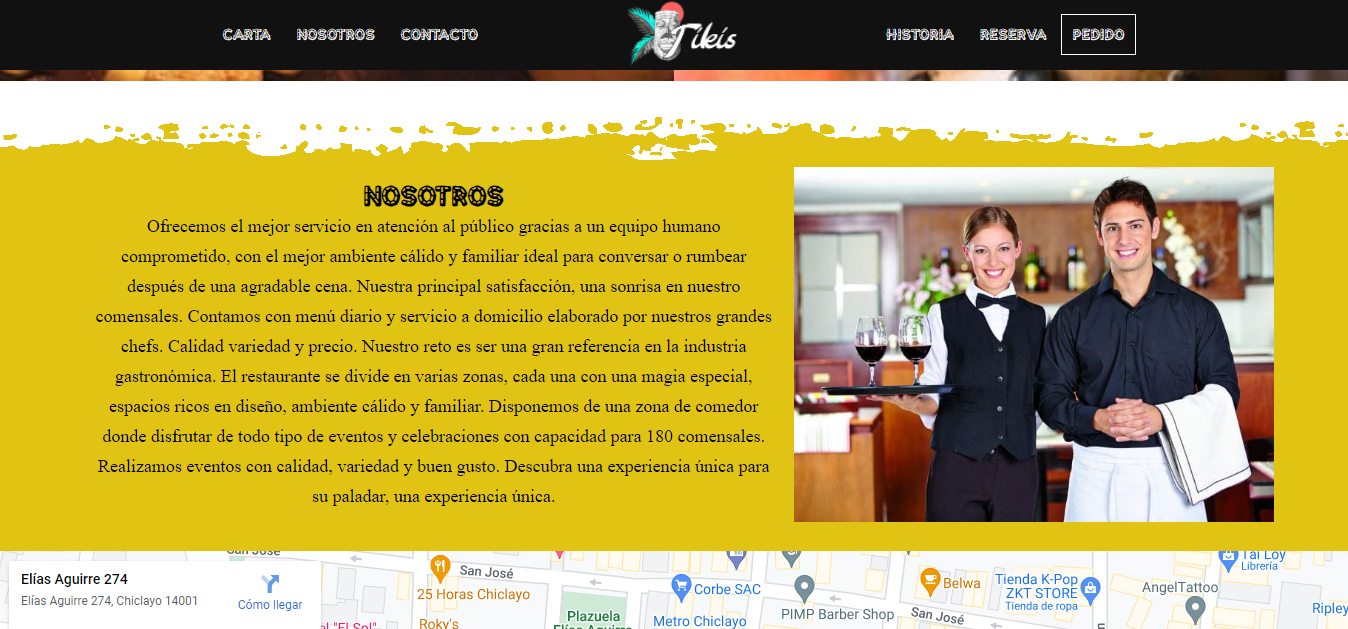 CARTA NOSOTROS CONTACTO Tikis HISTORIA RESERVA PEDIDO
NOSOTROS
Ofrecemos el mejor servicio en atención al público gracias a un equipo humano
comprometido, con el mejor ambiente cálido y familiar ideal para conversar o rumbear
después de una agradable cena. Nuestra principal satisfacción, una sonrisa en nuestro
comensales. Contamos con menú diario y servicio a domicilio elaborado por nuestros grandes
chefs. Calidad variedad y precio. Nuestro reto es ser una gran referencia en la industria
gastronómica. El restaurante se divide en varias zonas, cada una con una magia especial,
espacios ricos en diseño, ambiente cálido y familiar. Disponemos de una zona de comedor
donde disfrutar de todo tipo de eventos y celebraciones con capacidad para 180 comensales.
Realizamos eventos con calidad, variedad y buen gusto. Descubra una experiencia única para
su paladar, una experiencia única.
San José
Elías Aguirre 274
Elías Aguirre 274, Chiclayo 14001
Cómo llegar
el "El Sol"
San José
25 Horas Chiclayo
Roky's
Plazuela
Elías Aguirre
Corbe SAC
Metro Chiclayo
PIMP Barber Shop
Belwa
San José
Tienda K-Pop
ZKT STORE
Tienda de ropa
AngelTattoo
Tai Loy
Librería
Ripley